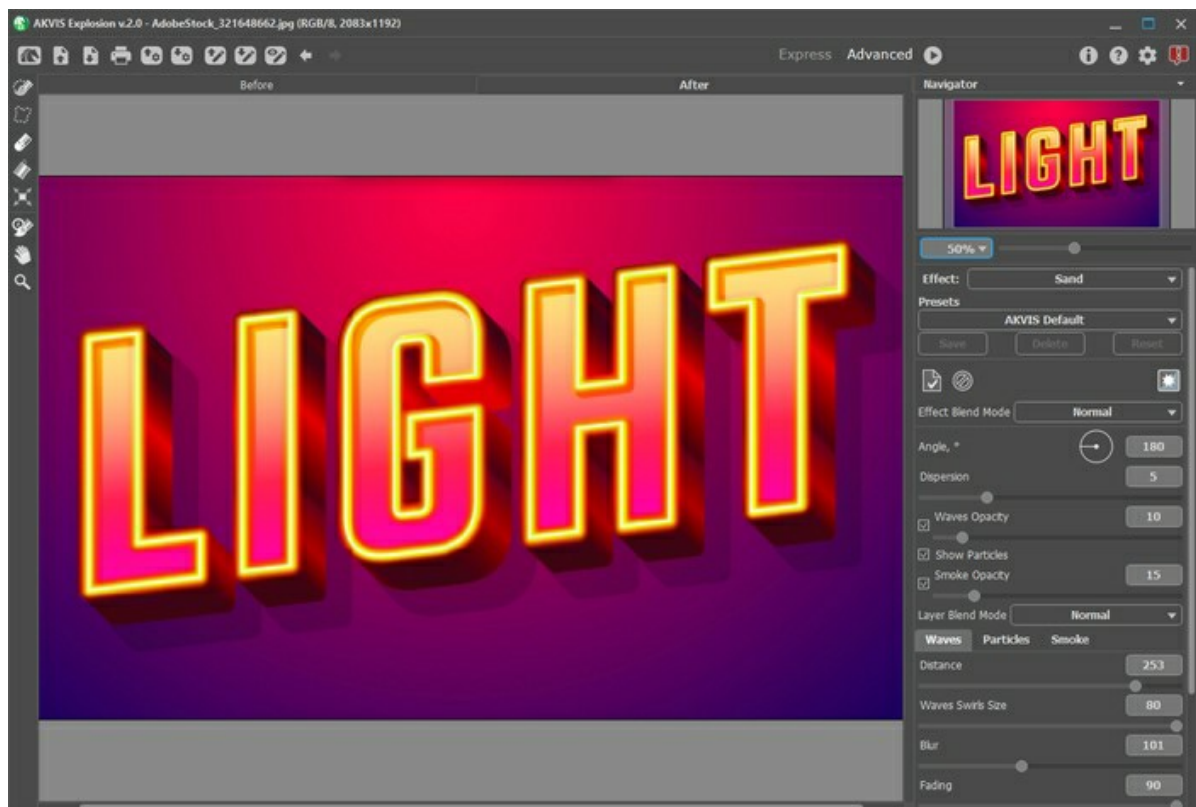 AKVIS Explosion v.2.0 - AdobeStock_321648662.jpg (RGB/8, 2083x1192)
Express Advanced
Before After
LIGHT
Navigator
LIGHT
50%
Effect: Sand
Presets
AKVIS Default
Save Delete Reset
Effect Blend Mode Normal
Angle, ° 180
Dispersion 5
Waves Opacity 10
Show Particles
Smoke Opacity 15
Layer Blend Mode Normal
Waves Particles Smoke
Distance 253
Waves Swirls Size 80
Blur 101
Fading 90